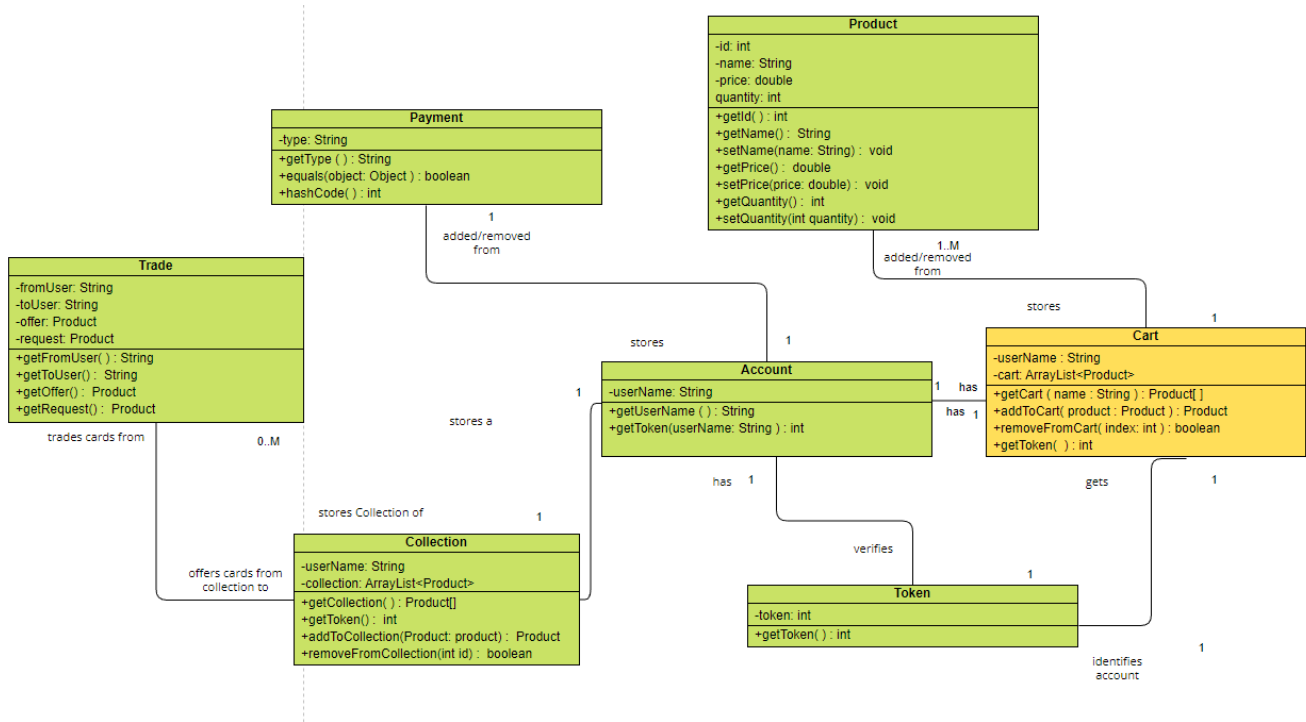 Product
-id: int
-name: String
-price: double
quantity: int
+getId( ) : int
+getName() : String
+setName(name: String) : void
+getPrice() : double
+setPrice(price: double) : void
+getQuantity() : int
+setQuantity(int quantity) : void
Payment
-type: String
+getType ( ) : String
+equals(object: Object ) : boolean
+hashCode( ) : int
1
added/removed
from
1..M
added/removed
from
Trade
-fromUser: String
-toUser: String
-offer: Product
-request: Product
+getFromUser( ) : String
+getToUser() : String
+getOffer() : Product
+getRequest() : Product
trades cards from
0..M
stores
1
stores
1
Cart
-userName : String
-cart: ArrayList<Product>
+getCart ( name : String ) : Product[ ]
+addToCart( product : Product ) : Product
+removeFromCart( index: int ) : boolean
+getToken( ) : int
Account
-userName: String
+getUserName ( ) : String
+getToken(userName: String ) : int
1
stores a
1 has
has 1
has 1
gets
1
stores Collection of
1
Collection
-userName: String
-collection: ArrayList<Product>
+getCollection( ) : Product[]
+getToken() : int
+addToCollection(Product: product) : Product
+removeFromCollection(int id) : boolean
offers cards from
collection to
verifies
1
Token
-token: int
+getToken( ) : int
1
identifies
account